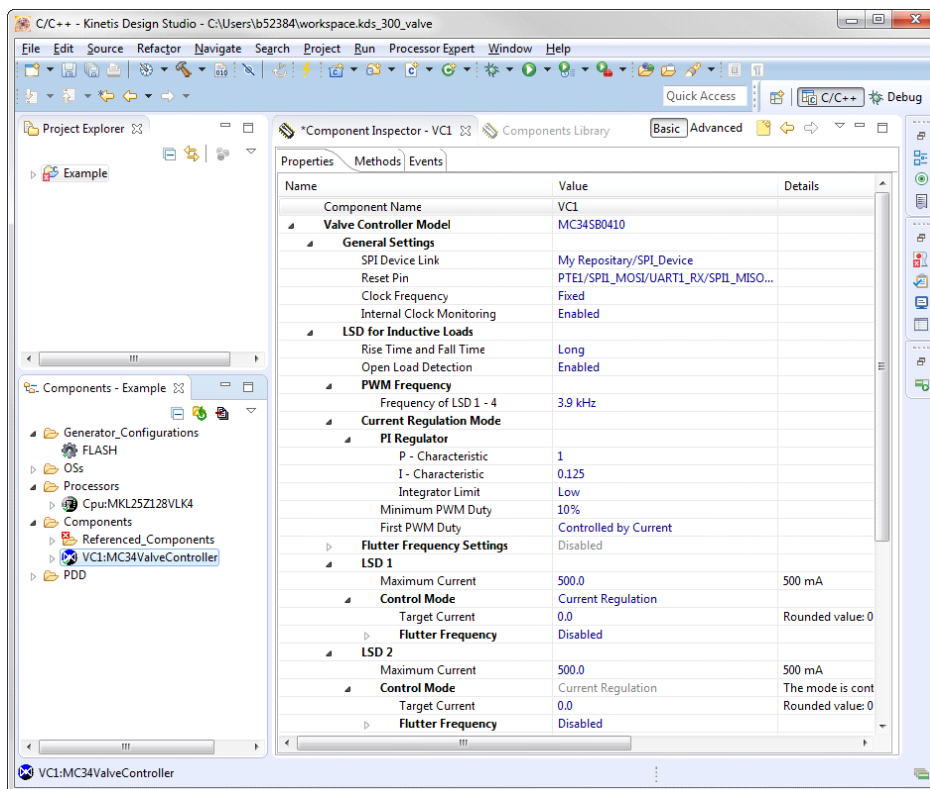 C/C++ - Kinetis Design Studio - C:\Users\b52384\workspace.kds_300_valve
File Edit Source Refactor Navigate Search Project Run Processor Expert Window Help
Quick Access C/C++ Debug
Project Explorer
Example
Components - Example
Generator_Configurations
FLASH
OSs
Processors
Cpu:MKL25Z128VLK4
Components
Referenced_Components
VC1:MC34ValveController
PDD
*Component Inspector - VC1 Components Library Basic Advanced
Properties Methods Events
Name Value Details
Component Name VC1
Valve Controller Model MC34SB0410
General Settings
SPI Device Link My Repositary/SPI_Device
Reset Pin PTE1/SPI1_MOSI/UART1_RX/SPI1_MISO...
Clock Frequency Fixed
Internal Clock Monitoring Enabled
LSD for Inductive Loads
Rise Time and Fall Time Long
Open Load Detection Enabled
PWM Frequency
Frequency of LSD 1 - 4 3.9 kHz
Current Regulation Mode
PI Regulator
P - Characteristic 1
I - Characteristic 0.125
Integrator Limit Low
Minimum PWM Duty 10%
First PWM Duty Controlled by Current
Flutter Frequency Settings Disabled
LSD 1
Maximum Current 500.0 500 mA
Control Mode Current Regulation
Target Current 0.0 Rounded value: 0
Flutter Frequency Disabled
LSD 2
Maximum Current 500.0 500 mA
Control Mode Current Regulation The mode is cont
Target Current 0.0 Rounded value: 0
Flutter Frequency Disabled
VC1:MC34ValveController